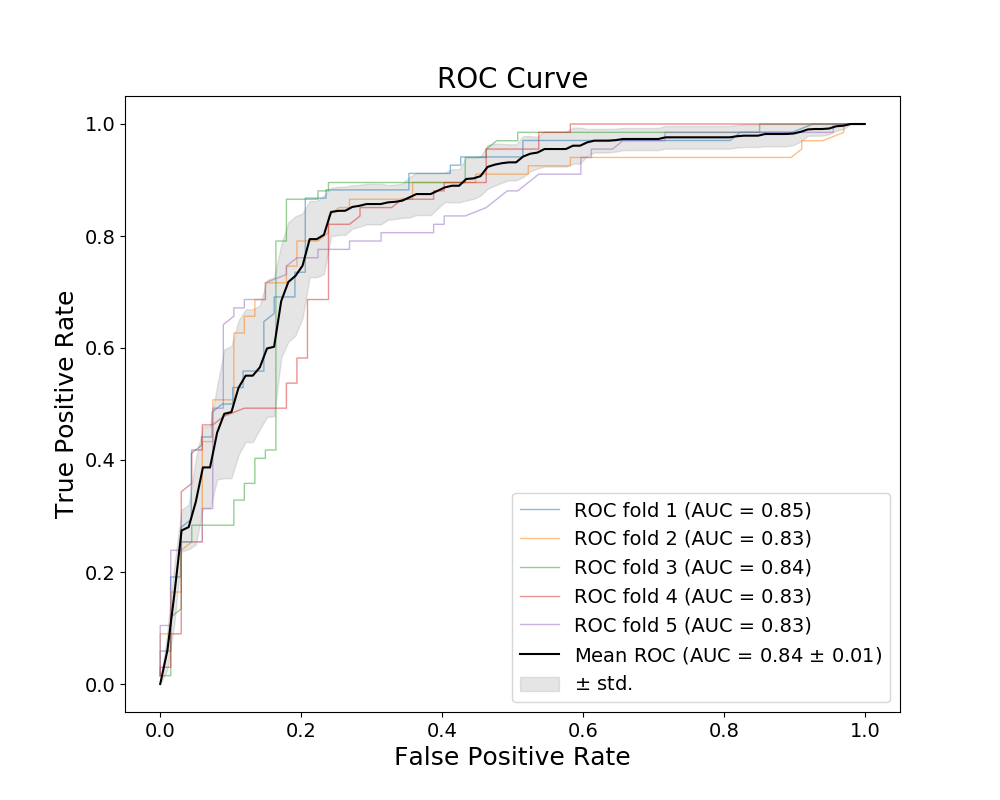 ROC Curve
1.0
0.8
0.6
0.4
0.2
0.0
True Positive Rate
ROC fold 1 (AUC = 0.85)
ROC fold 2 (AUC = 0.83)
ROC fold 3 (AUC = 0.84)
ROC fold 4 (AUC = 0.83)
ROC fold 5 (AUC = 0.83)
Mean ROC (AUC = 0.84 ± 0.01)
± std.
0.0 0.2 0.4 0.6 0.8 1.0
False Positive Rate